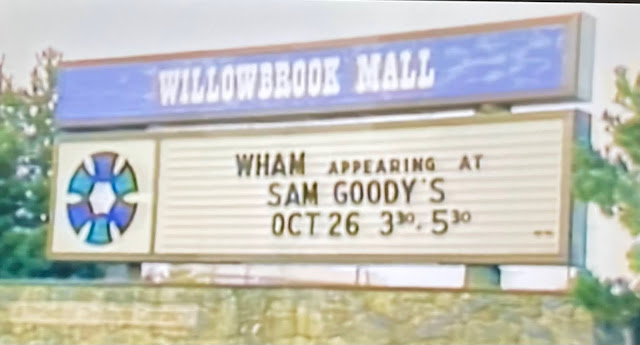 WILLOWBROOK MALL
WHAM APPEARING AT
SAM GOODY'S
OCT 26 3³⁰- 5³⁰